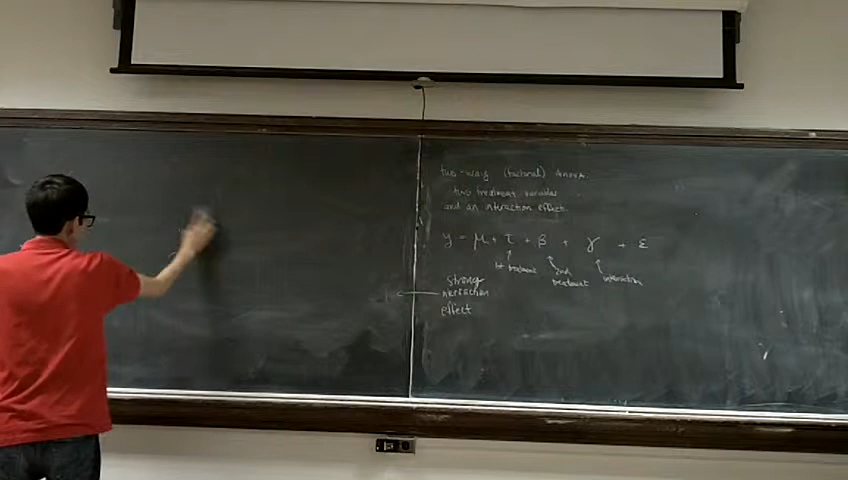 two-way (factorial) Anova
two treatment variables
and an interaction effect.
y = μ + τ + β + γ + ε
1st treatment
2nd treatment
interaction
strong
interaction
effect